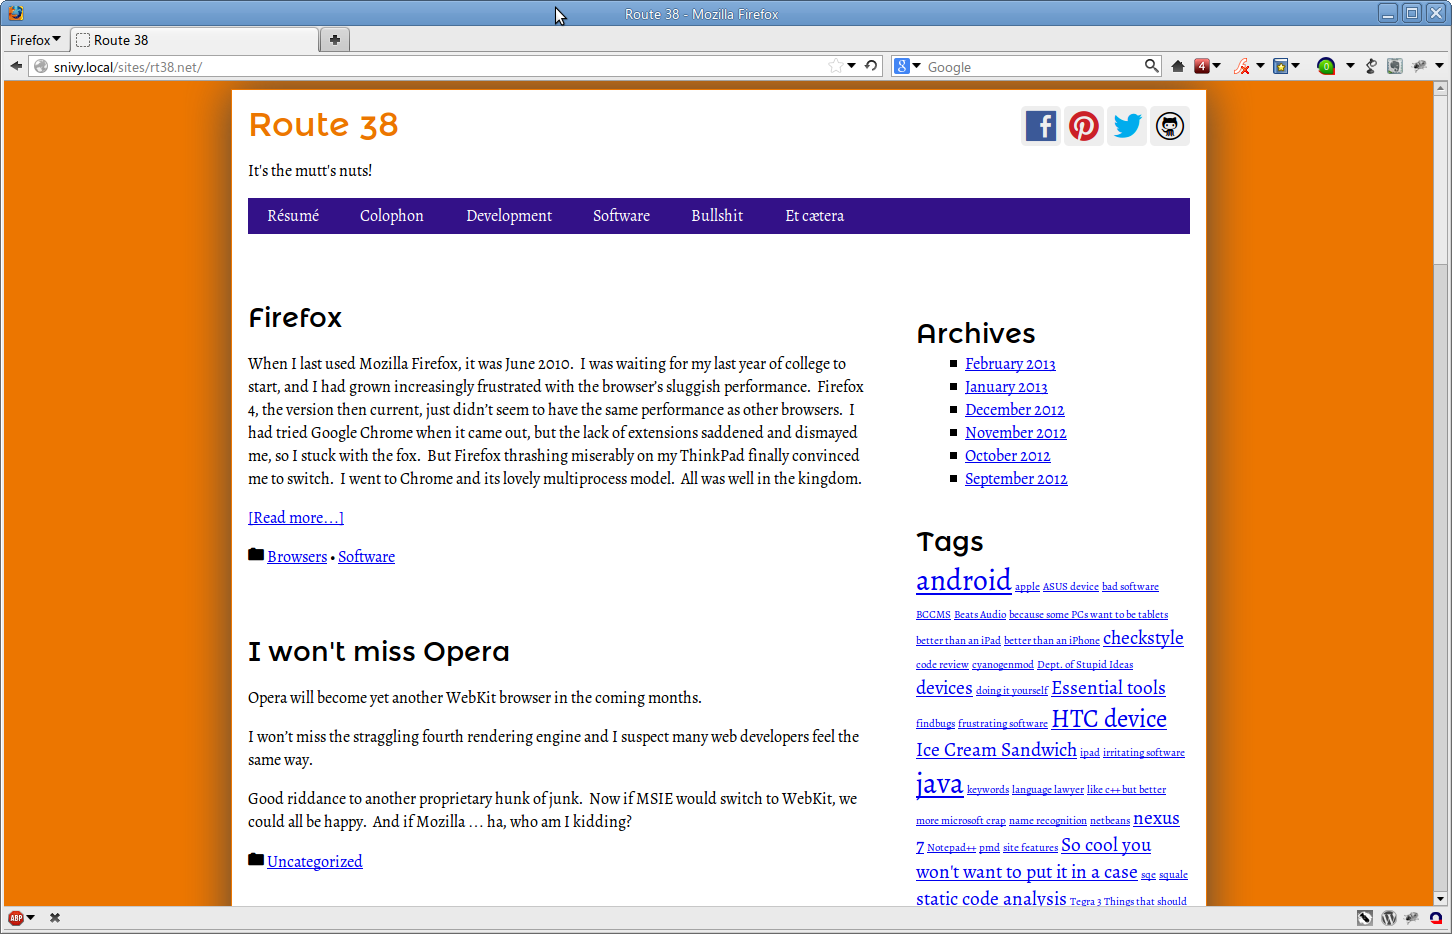 Route 38 - Mozilla Firefox
Firefox
Route 38
snivy.local/sites/rt38.net/
8
Google
4
0
Route 38
f
It's the mutt's nuts!
Résumé Colophon Development Software Bullshit Et cætera
Firefox
When I last used Mozilla Firefox, it was June 2010. I was waiting for my last year of college to
start, and I had grown increasingly frustrated with the browser's sluggish performance. Firefox
4, the version then current, just didn’t seem to have the same performance as other browsers. I
had tried Google Chrome when it came out, but the lack of extensions saddened and dismayed
me, so I stuck with the fox. But Firefox thrashing miserably on my ThinkPad finally convinced
me to switch. I went to Chrome and its lovely multiprocess model. All was well in the kingdom.
[Read more…]
Browsers • Software
I won't miss Opera
Opera will become yet another WebKit browser in the coming months.
I won’t miss the straggling fourth rendering engine and I suspect many web developers feel the
same way.
Good riddance to another proprietary hunk of junk. Now if MSIE would switch to WebKit, we
could all be happy. And if Mozilla … ha, who am I kidding?
Uncategorized
Archives
February 2013
January 2013
December 2012
November 2012
October 2012
September 2012
Tags
android apple ASUS device bad software
BCCMS Beats Audio because some PCs want to be tablets
better than an iPad better than an iPhone checkstyle
code review cyanogenmod Dept. of Stupid Ideas
devices doing it yourself Essential tools
findbugs frustrating software HTC device
Ice Cream Sandwich ipad irritating software
java keywords language lawyer like c++ but better
more microsoft crap name recognition netbeans nexus
7 Notepad++ pmd site features So cool you
won't want to put it in a case sqe squale
static code analysis Tegra 3 Things that should
ABP